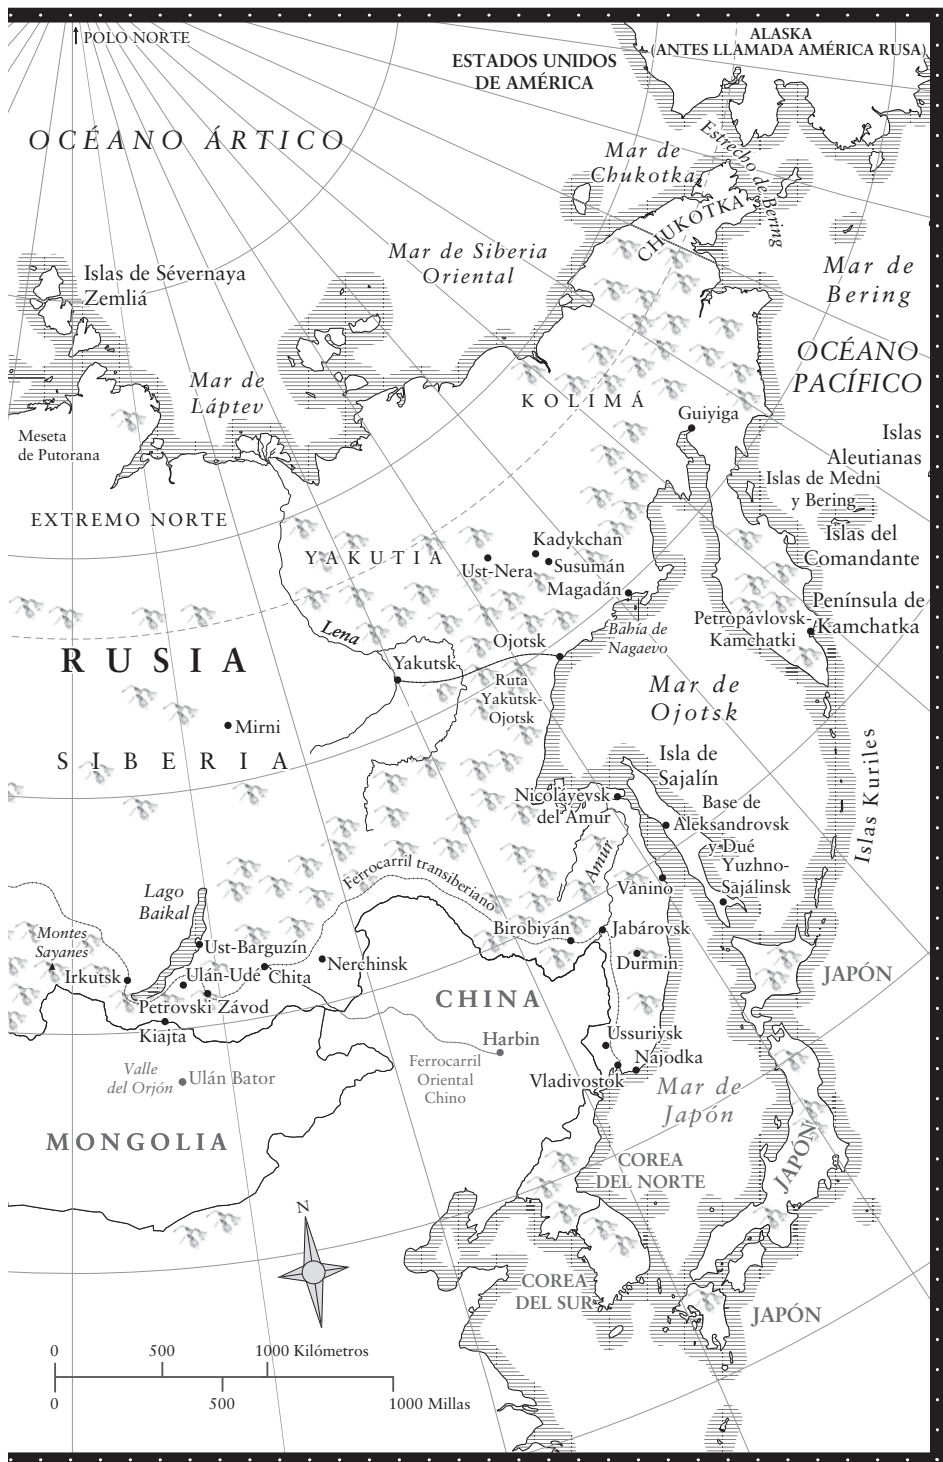 POLO NORTE
ALASKA
(ANTES LLAMADA AMÉRICA RUSA)
ESTADOS UNIDOS
DE AMÉRICA
OCÉANO ÁRTICO
Estrecho de Bering
Mar de
Chukotka
CHUKOTKA
Mar de Siberia
Oriental
Mar de
Bering
Islas de Sévernaya
Zemliá
OCÉANO
PACÍFICO
Mar de
Láptev
KOLIMÁ
Guiyiga
Meseta
de Putorana
Islas
Aleutianas
Islas de Medni
y Bering
EXTREMO NORTE
Islas del
Comandante
YAKUTIA
Kadykchan
Ust-Nera
Susumán
Magadán
Península de
Kamchatka
Petropávlovsk-
Kamchatki
Bahía de
Nagaevo
Lena
Ojotsk
RUSIA
Yakutsk
Ruta
Yakutsk-
Ojotsk
Mar de
Ojotsk
Mirni
SIBERIA
Islas Kuriles
Isla de
Sajalín
Nicoláyevsk
del Amur
Base de
Aleksandrovsk
y Dué
Amur
Yuzhno-
Sajálinsk
Vánino
Ferrocarril transiberiano
Lago
Baikal
Montes
Sayanes
Birobiyán
Jabárovsk
Ust-Barguzín
Durmin
Irkutsk
Ulán-Udé
Chita
Nerchinsk
JAPÓN
Petrovski Závod
CHINA
Kiajta
Harbin
Ussuriysk
Najodka
Vladivostok
Ferrocarril
Oriental
Chino
Valle
del Orjón
Ulán Bator
Mar de
Japón
MONGOLIA
JAPÓN
COREA
DEL NORTE
N
COREA
DEL SUR
JAPÓN
0 500 1000 Kilómetros
0 500 1000 Millas